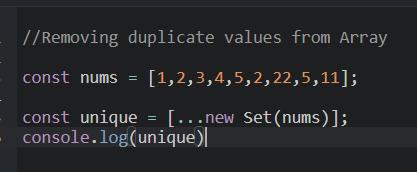 //Removing duplicate values from Array
const nums = [1,2,3,4,5,2,22,5,11];
const unique = [...new Set(nums)];
console.log(unique)